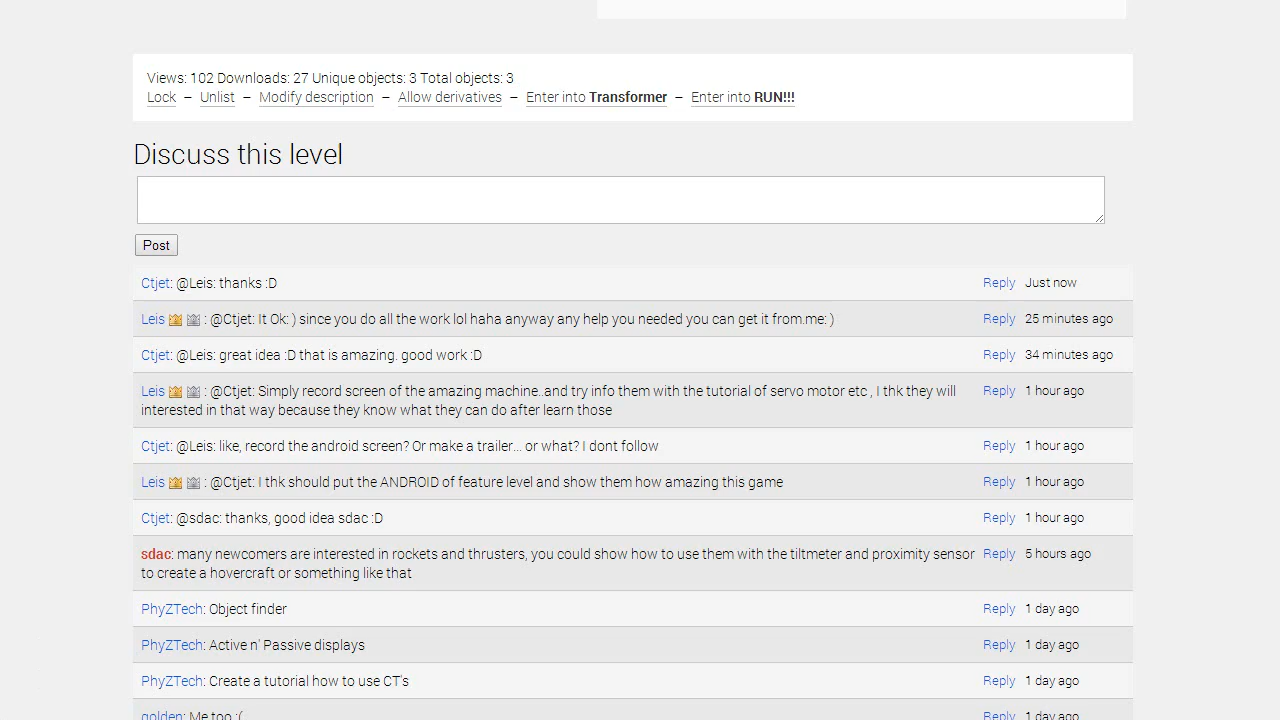 Views: 102 Downloads: 27 Unique objects: 3 Total objects: 3
Lock – Unlist – Modify description – Allow derivatives – Enter into Transformer – Enter into RUN!!!
Discuss this level
Post
Ctjet: @Leis: thanks :D Reply Just now
Leis : @Ctjet: It Ok: ) since you do all the work lol haha anyway any help you needed you can get it from.me: ) Reply 25 minutes ago
Ctjet: @Leis: great idea :D that is amazing. good work :D Reply 34 minutes ago
Leis : @Ctjet: Simply record screen of the amazing machine..and try info them with the tutorial of servo motor etc , I thk they will Reply 1 hour ago
interested in that way because they know what they can do after learn those
Ctjet: @Leis: like, record the android screen? Or make a trailer... or what? I dont follow Reply 1 hour ago
Leis : @Ctjet: I thk should put the ANDROID of feature level and show them how amazing this game Reply 1 hour ago
Ctjet: @sdac: thanks, good idea sdac :D Reply 1 hour ago
sdac: many newcomers are interested in rockets and thrusters, you could show how to use them with the tiltmeter and proximity sensor Reply 5 hours ago
to create a hovercraft or something like that
PhyZTech: Object finder Reply 1 day ago
PhyZTech: Active n' Passive displays Reply 1 day ago
PhyZTech: Create a tutorial how to use CT's Reply 1 day ago
golden: Me too :( Reply 1 day ago